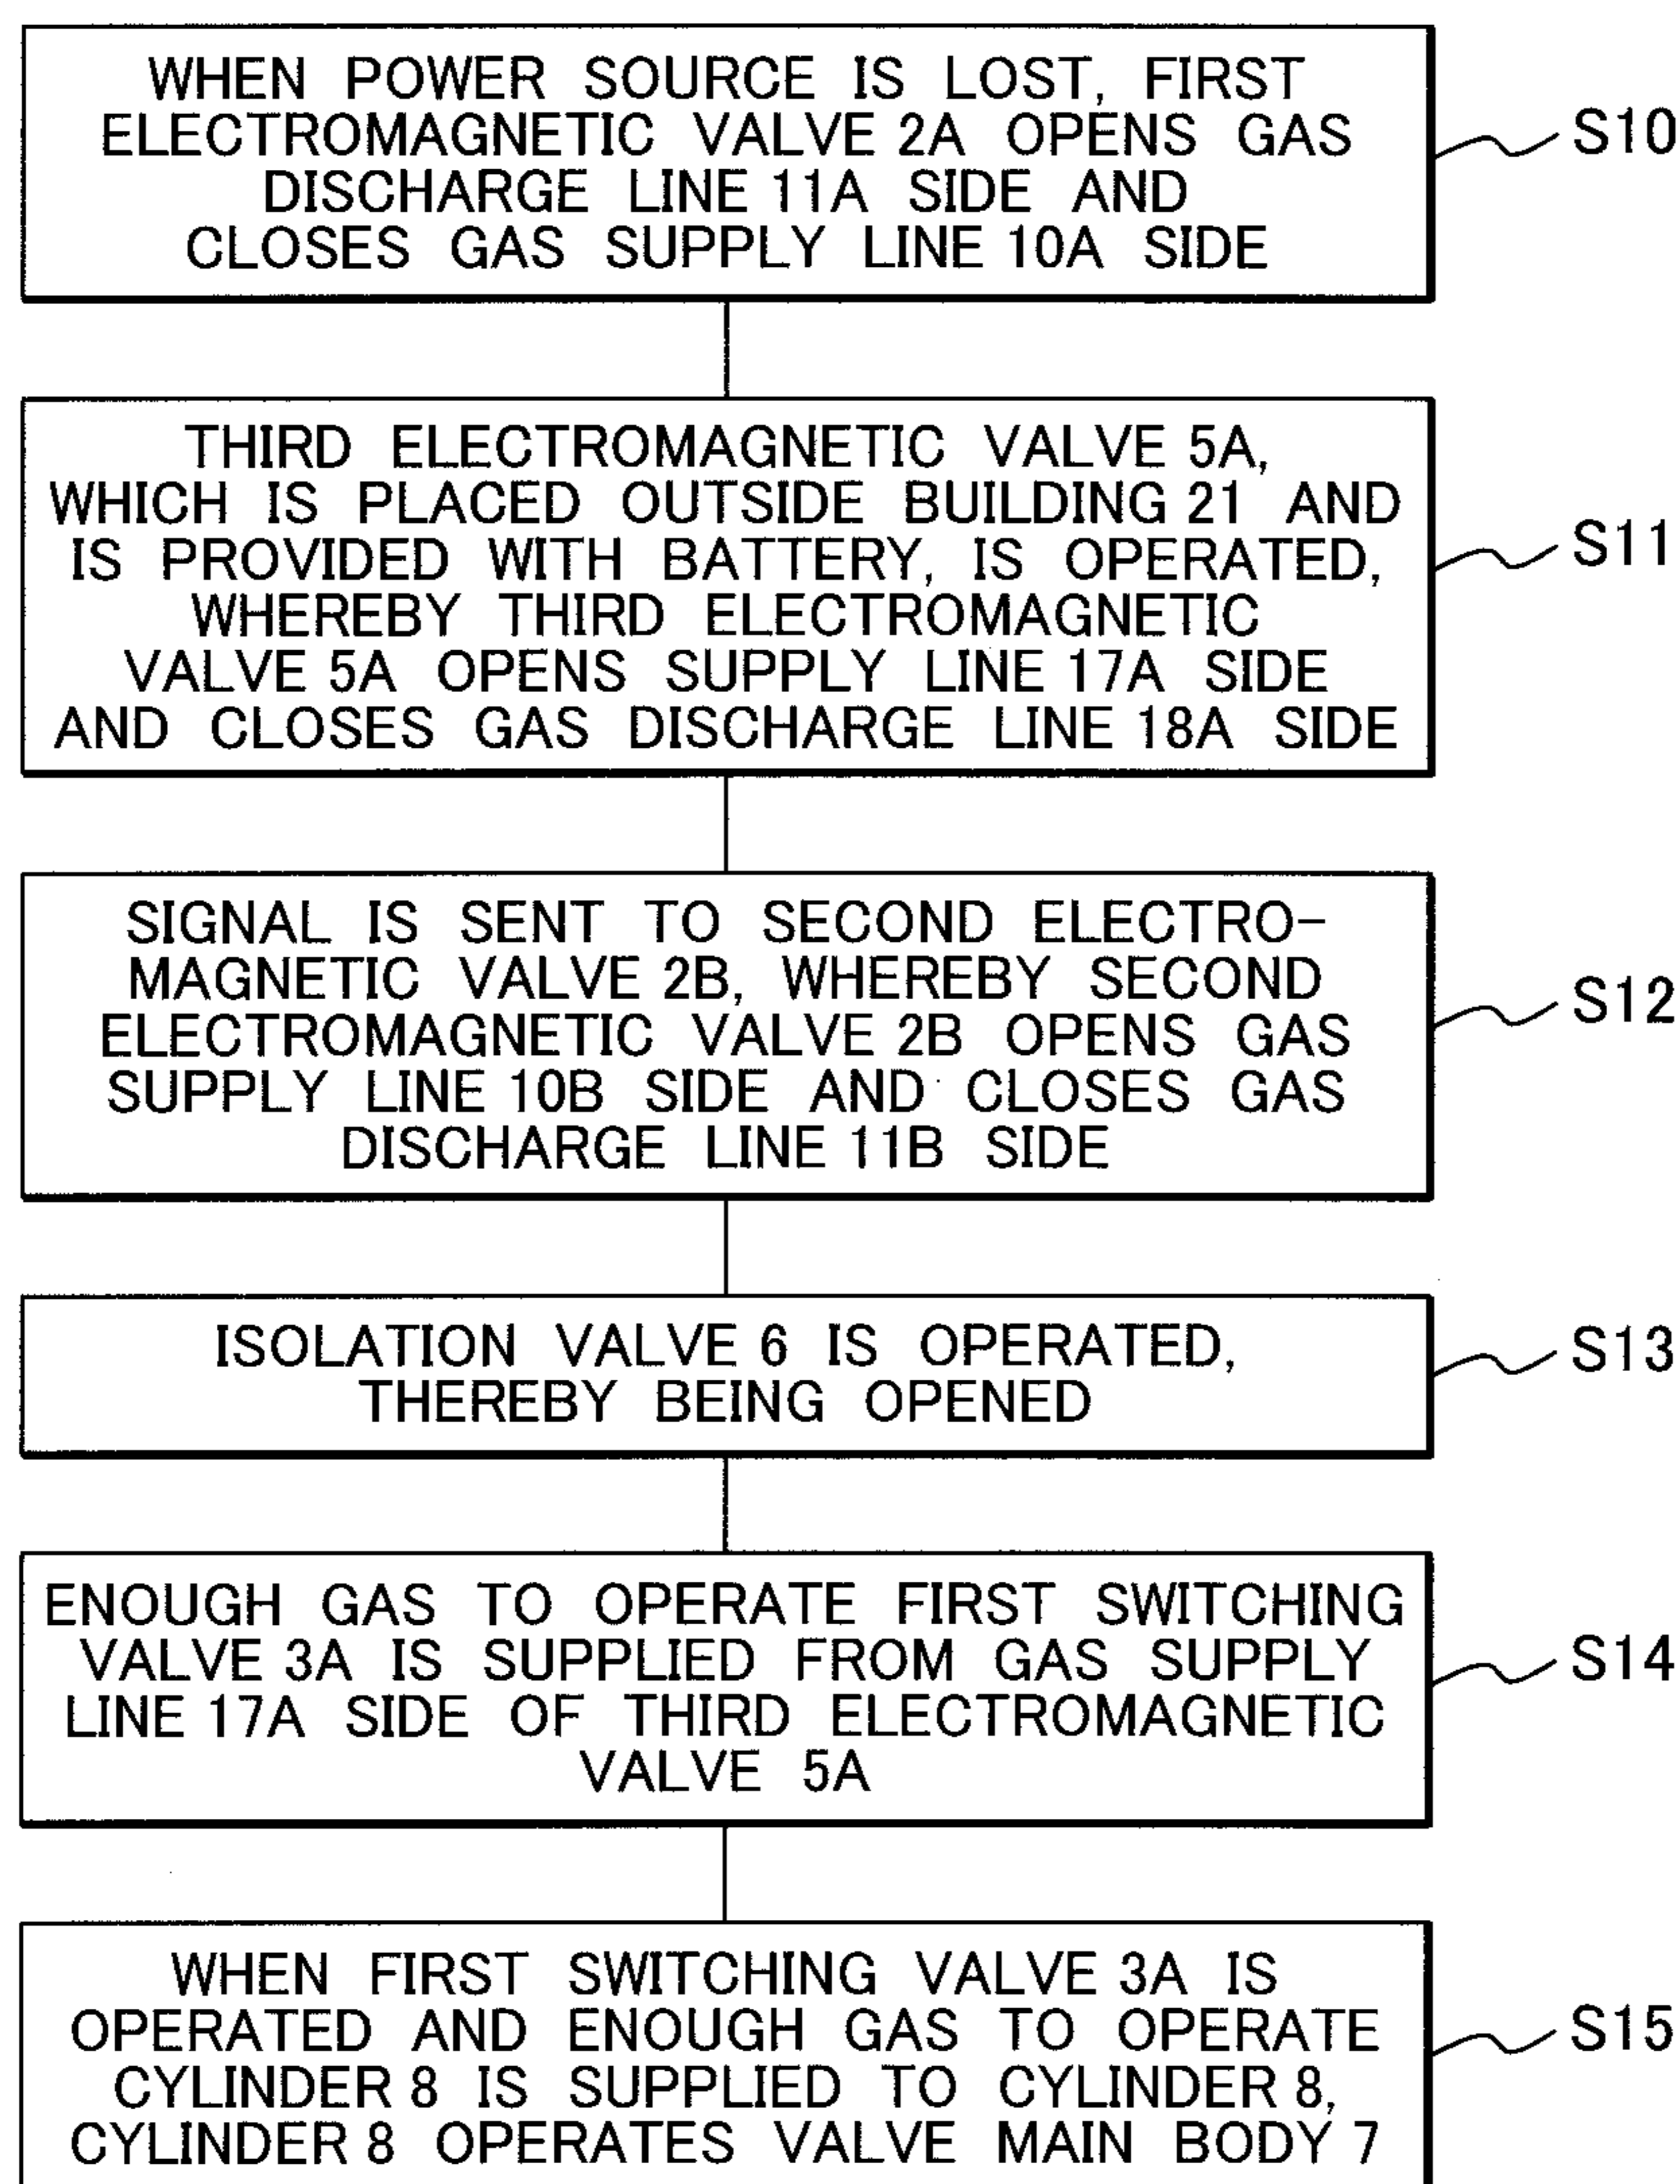 WHEN POWER SOURCE IS LOST, FIRST
ELECTROMAGNETIC VALVE 2A OPENS GAS
DISCHARGE LINE 11A SIDE AND
CLOSES GAS SUPPLY LINE 10A SIDE
S10
THIRD ELECTROMAGNETIC VALVE 5A,
WHICH IS PLACED OUTSIDE BUILDING 21 AND
IS PROVIDED WITH BATTERY, IS OPERATED,
WHEREBY THIRD ELECTROMAGNETIC
VALVE 5A OPENS SUPPLY LINE 17A SIDE
AND CLOSES GAS DISCHARGE LINE 18A SIDE
S11
SIGNAL IS SENT TO SECOND ELECTRO-
MAGNETIC VALVE 2B, WHEREBY SECOND
ELECTROMAGNETIC VALVE 2B OPENS GAS
SUPPLY LINE 10B SIDE AND CLOSES GAS
DISCHARGE LINE 11B SIDE
S12
ISOLATION VALVE 6 IS OPERATED,
THEREBY BEING OPENED
S13
ENOUGH GAS TO OPERATE FIRST SWITCHING
VALVE 3A IS SUPPLIED FROM GAS SUPPLY
LINE 17A SIDE OF THIRD ELECTROMAGNETIC
VALVE 5A
S14
WHEN FIRST SWITCHING VALVE 3A IS
OPERATED AND ENOUGH GAS TO OPERATE
CYLINDER 8 IS SUPPLIED TO CYLINDER 8,
CYLINDER 8 OPERATES VALVE MAIN BODY 7
S15